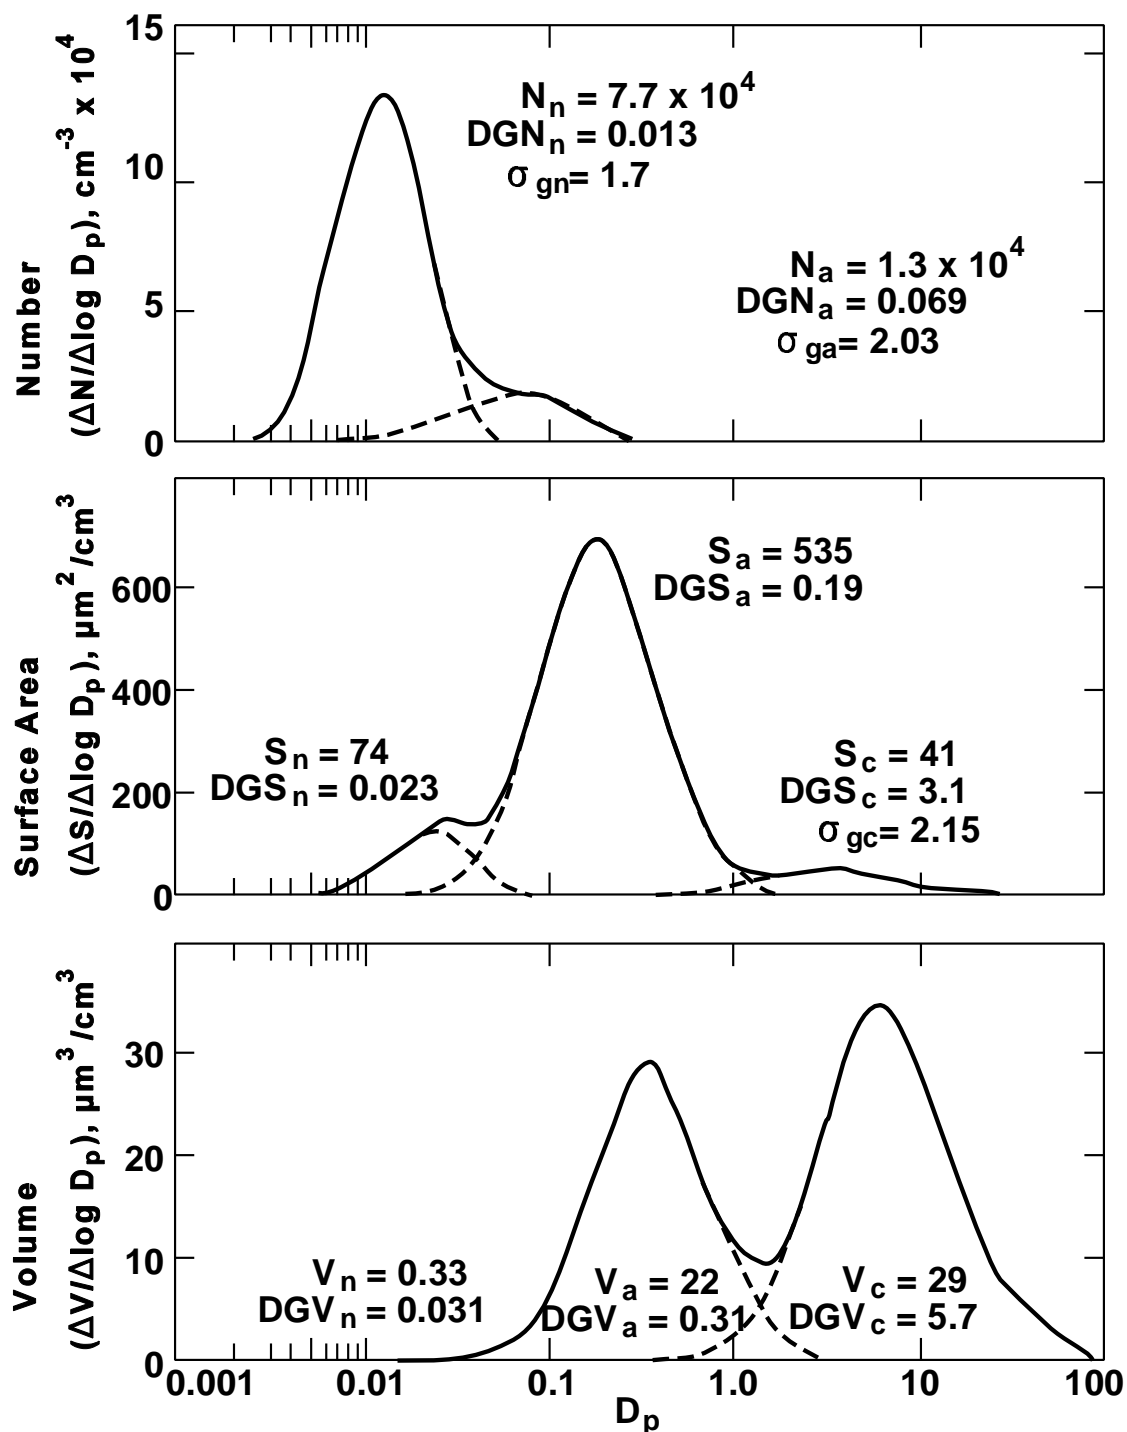 Number
(ΔN/Δlog Dp), cm-3 x 104
15
10
5
0
Nn = 7.7 x 104
DGNn = 0.013
σgn= 1.7
Na = 1.3 x 104
DGNa = 0.069
σga= 2.03
Surface Area
(ΔS/Δlog Dp), µm2/cm3
600
400
200
0
Sn = 74
DGSn = 0.023
Sa = 535
DGSa = 0.19
Sc = 41
DGSc = 3.1
σgc= 2.15
Volume
(ΔV/Δlog Dp), µm3/cm3
30
20
10
0
Vn = 0.33
DGVn = 0.031
Va = 22
DGVa = 0.31
Vc = 29
DGVc = 5.7
0.001 0.01 0.1 1.0 10 100
Dp